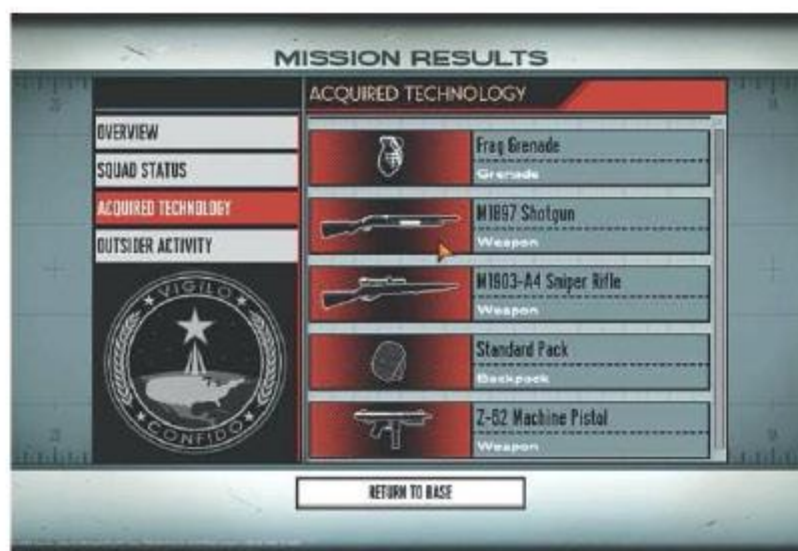 MISSION RESULTS
ACQUIRED TECHNOLOGY
OVERVIEW
SQUAD STATUS
ACQUIRED TECHNOLOGY
OUTSIDER ACTIVITY
VIGILO
CONFIDO
Frag Grenade
Grenade
M1897 Shotgun
Weapon
M1903-A4 Sniper Rifle
Weapon
Standard Pack
Backpack
Z-62 Machine Pistol
Weapon
RETURN TO BASE